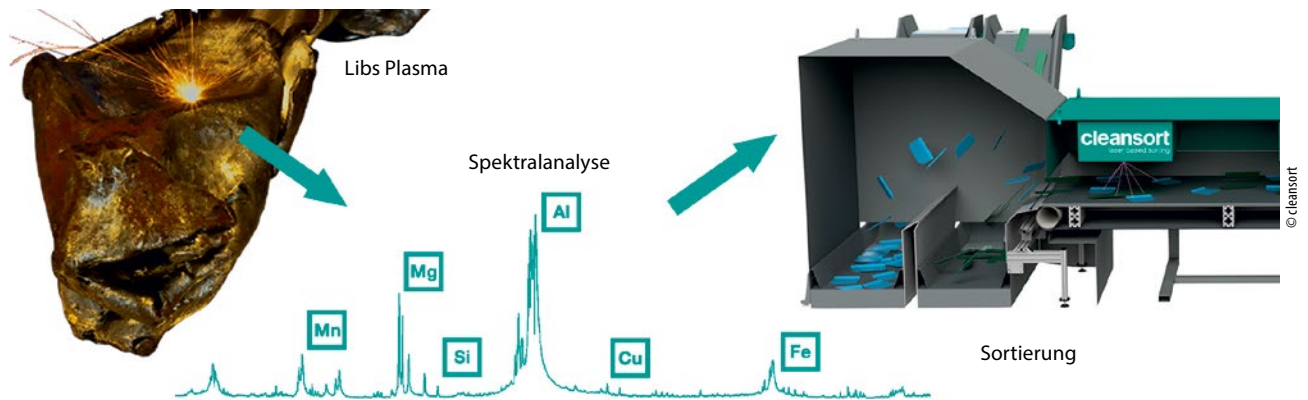 Libs Plasma
Spektralanalyse
Al
Mg
Mn
Si
Cu
Fe
cleansort
laser-based sorting
Sortierung
© cleansort